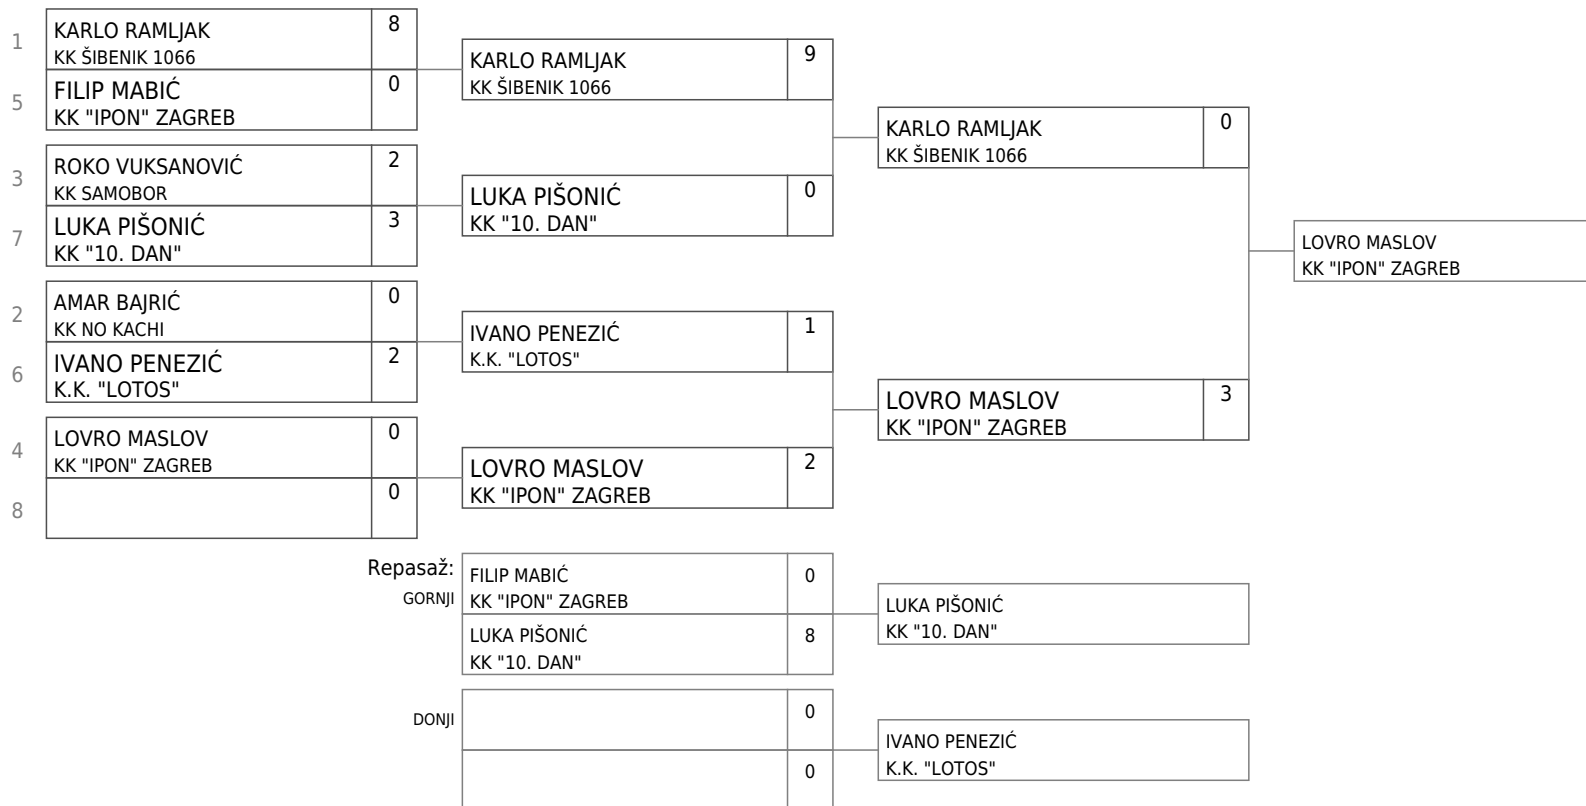 1
KARLO RAMLJAK
8
KK ŠIBENIK 1066
5
FILIP MABIĆ
0
KK "IPON" ZAGREB
3
ROKO VUKSANOVIĆ
2
KK SAMOBOR
7
LUKA PIŠONIĆ
3
KK "10. DAN"
2
AMAR BAJRIĆ
0
KK NO KACHI
6
IVANO PENEZIĆ
2
K.K. "LOTOS"
4
LOVRO MASLOV
0
KK "IPON" ZAGREB
8
0
KARLO RAMLJAK
9
KK ŠIBENIK 1066
LUKA PIŠONIĆ
0
KK "10. DAN"
IVANO PENEZIĆ
1
K.K. "LOTOS"
LOVRO MASLOV
2
KK "IPON" ZAGREB
KARLO RAMLJAK
0
KK ŠIBENIK 1066
LOVRO MASLOV
3
KK "IPON" ZAGREB
LOVRO MASLOV
KK "IPON" ZAGREB
Repasaž:
GORNJI
FILIP MABIĆ
0
KK "IPON" ZAGREB
LUKA PIŠONIĆ
8
KK "10. DAN"
LUKA PIŠONIĆ
KK "10. DAN"
DONJI
0
0
IVANO PENEZIĆ
K.K. "LOTOS"